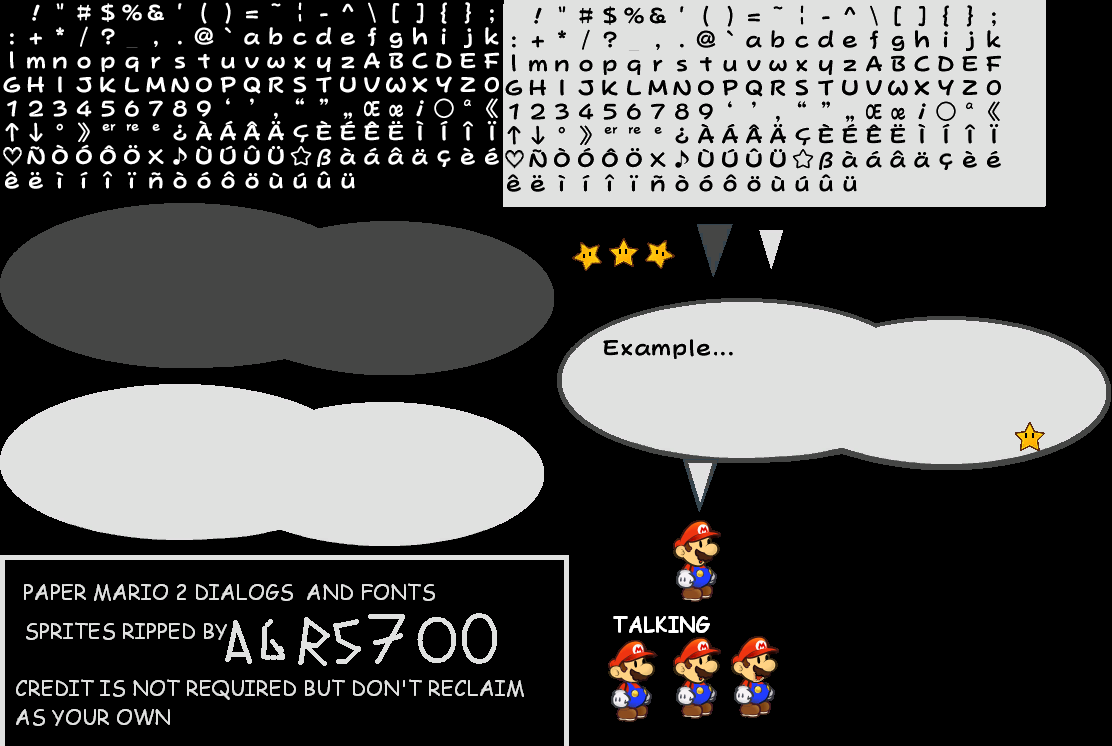 ! " # $ % & ' ( ) = ~ ¦ - ^ \ [ ] { } ;
: + * / ? _ , . @ ` a b c d e f g h i j k
l m n o p q r s t u v w x y z A B C D E F
G H I J K L M N O P Q R S T U V W X Y Z 0
1 2 3 4 5 6 7 8 9 ‘ ’ ‚ “ ” „ Œ œ i ○ ª 《
↑ ↓ ° 》 er re e ¿ À Á Â Ä Ç È É Ê Ë Ì Í Î Ï
♡ Ñ Ò Ó Ô Ö × ♪ Ù Ú Û Ü ☆ ß à á â ä ç è é
ê ë ì í î ï ñ ò ó ô ö ù ú û ü
! " # $ % & ' ( ) = ~ ¦ - ^ \ [ ] { } ;
: + * / ? _ , . @ ` a b c d e f g h i j k
l m n o p q r s t u v w x y z A B C D E F
G H I J K L M N O P Q R S T U V W X Y Z 0
1 2 3 4 5 6 7 8 9 ‘ ’ ‚ “ ” „ Œ œ i ○ ª 《
↑ ↓ ° 》 er re e ¿ À Á Â Ä Ç È É Ê Ë Ì Í Î Ï
♡ Ñ Ò Ó Ô Ö × ♪ Ù Ú Û Ü ☆ ß à á â ä ç è é
ê ë ì í î ï ñ ò ó ô ö ù ú û ü
Example...
M
TALKING
M M M
PAPER MARIO 2 DIALOGS AND FONTS
SPRITES RIPPED BY AGRS700
CREDIT IS NOT REQUIRED BUT DON'T RECLAIM
AS YOUR OWN